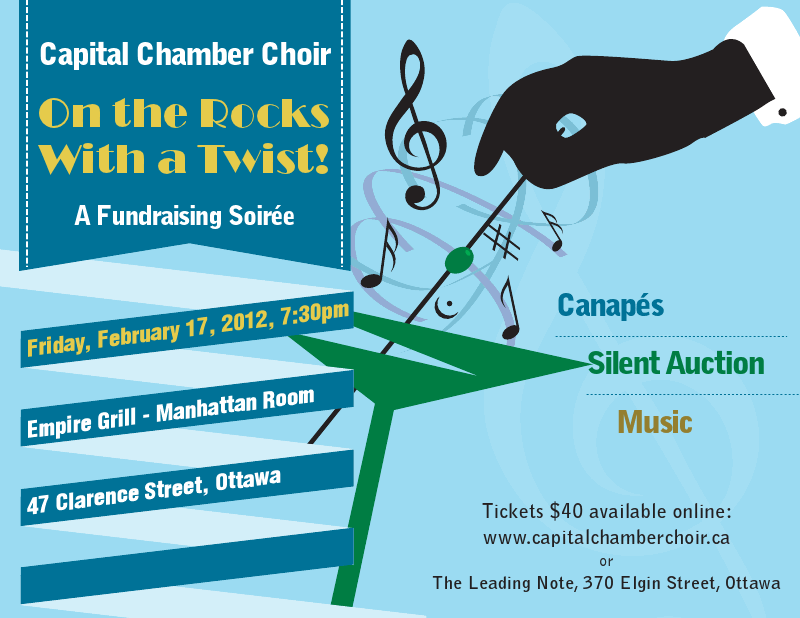 Capital Chamber Choir
On the Rocks
With a Twist!
A Fundraising Soirée
Friday, February 17, 2012, 7:30pm
Empire Grill - Manhattan Room
47 Clarence Street, Ottawa
Canapés
Silent Auction
Music
Tickets $40 available online:
www.capitalchamberchoir.ca
or
The Leading Note, 370 Elgin Street, Ottawa